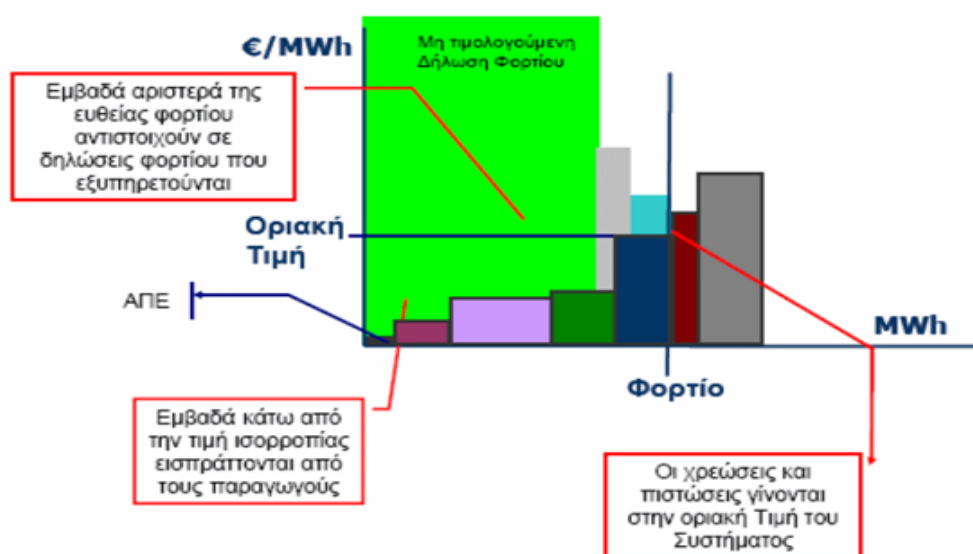 €/MWh
Μη τιμολογούμενη
Δήλωση Φορτίου
Εμβαδά αριστερά της
ευθείας φορτίου
αντιστοιχούν σε
δηλώσεις φορτίου που
εξυπηρετούνται
Οριακή
Τιμή
ΑΠΕ
MWh
Φορτίο
Εμβαδά κάτω από
την τιμή ισορροπίας
εισπράττονται από
τους παραγωγούς
Οι χρεώσεις και
πιστώσεις γίνονται
στην οριακή Τιμή του
Συστήματος